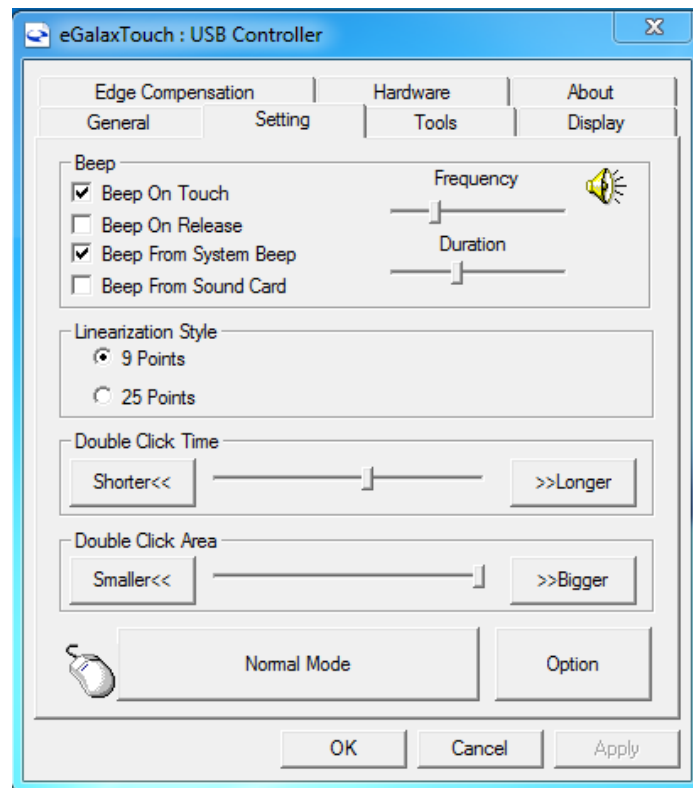 eGalaxTouch : USB Controller
Edge Compensation Hardware About
General Setting Tools Display
Beep
Beep On Touch
Beep On Release
Beep From System Beep
Beep From Sound Card
Frequency
Duration
Linearization Style
9 Points
25 Points
Double Click Time
Shorter<< >>Longer
Double Click Area
Smaller<< >>Bigger
Normal Mode Option
OK Cancel Apply